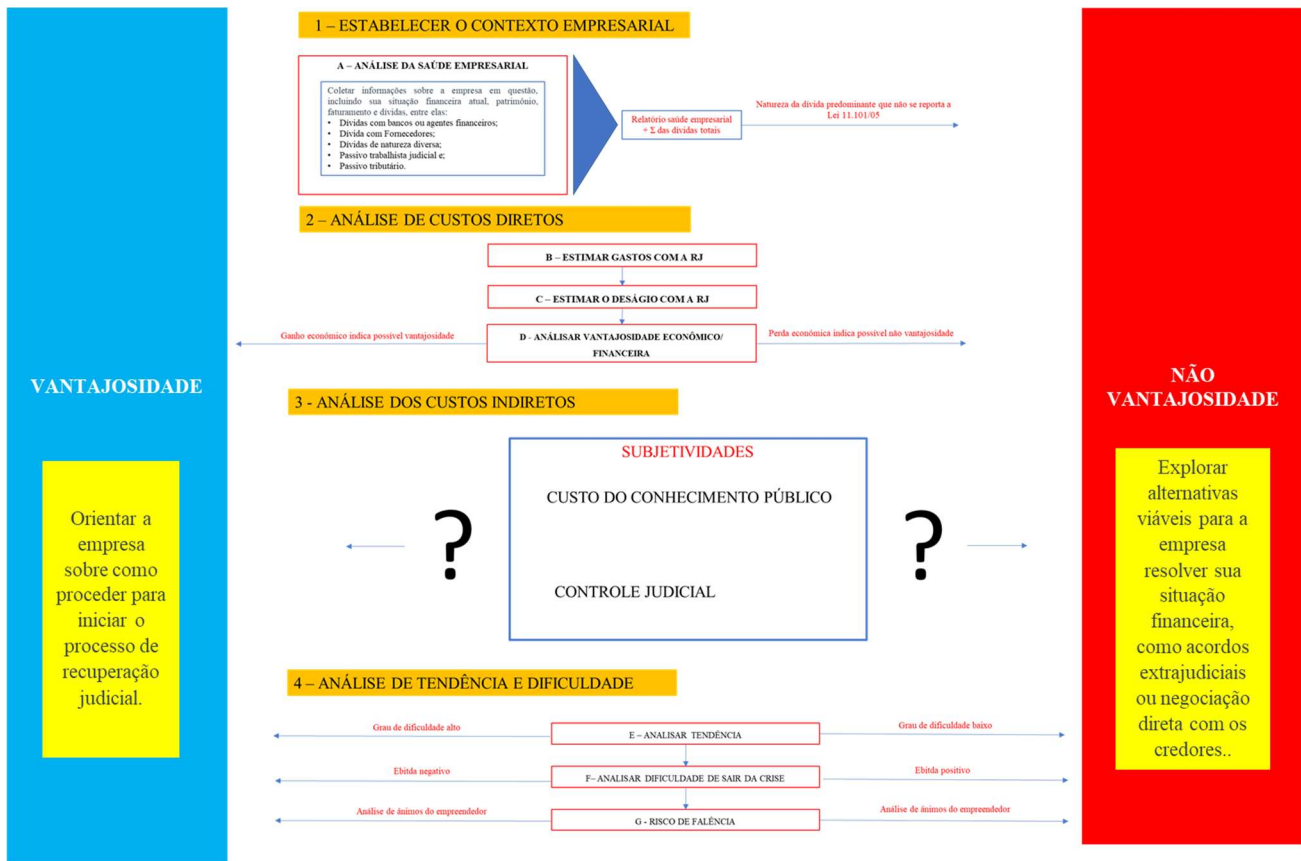 1 – ESTABELECER O CONTEXTO EMPRESARIAL
A – ANÁLISE DA SAÚDE EMPRESARIAL
Coletar informações sobre a empresa em questão,
incluindo sua situação financeira atual, patrimônio,
faturamento e dívidas, entre elas:
• Dívidas com bancos ou agentes financeiros;
• Dívida com Fornecedores;
• Dívidas de natureza diversa;
• Passivo trabalhista judicial e;
• Passivo tributário.
Relatório saúde empresarial
+ Σ das dívidas totais
Natureza da dívida predominante que não se reporta a
Lei 11.101/05
2 – ANÁLISE DE CUSTOS DIRETOS
B – ESTIMAR GASTOS COM A RJ
C – ESTIMAR O DESÁGIO COM A RJ
Ganho econômico indica possível vantajosidade
D - ANÁLISAR VANTAJOSIDADE ECONÔMICO/
FINANCEIRA
Perda econômica indica possível não vantajosidade
VANTAJOSIDADE
Orientar a
empresa
sobre como
proceder para
iniciar o
processo de
recuperação
judicial.
3 - ANÁLISE DOS CUSTOS INDIRETOS
SUBJETIVIDADES
CUSTO DO CONHECIMENTO PÚBLICO
?
?
CONTROLE JUDICIAL
NÃO
VANTAJOSIDADE
Explorar
alternativas
viáveis para a
empresa
resolver sua
situação
financeira,
como acordos
extrajudiciais
ou negociação
direta com os
credores..
4 – ANÁLISE DE TENDÊNCIA E DIFICULDADE
Grau de dificuldade alto
E – ANALISAR TENDÊNCIA
Grau de dificuldade baixo
Ebitda negativo
F– ANALISAR DIFICULDADE DE SAIR DA CRISE
Ebitda positivo
Análise de ânimos do empreendedor
G - RISCO DE FALÊNCIA
Análise de ânimos do empreendedor